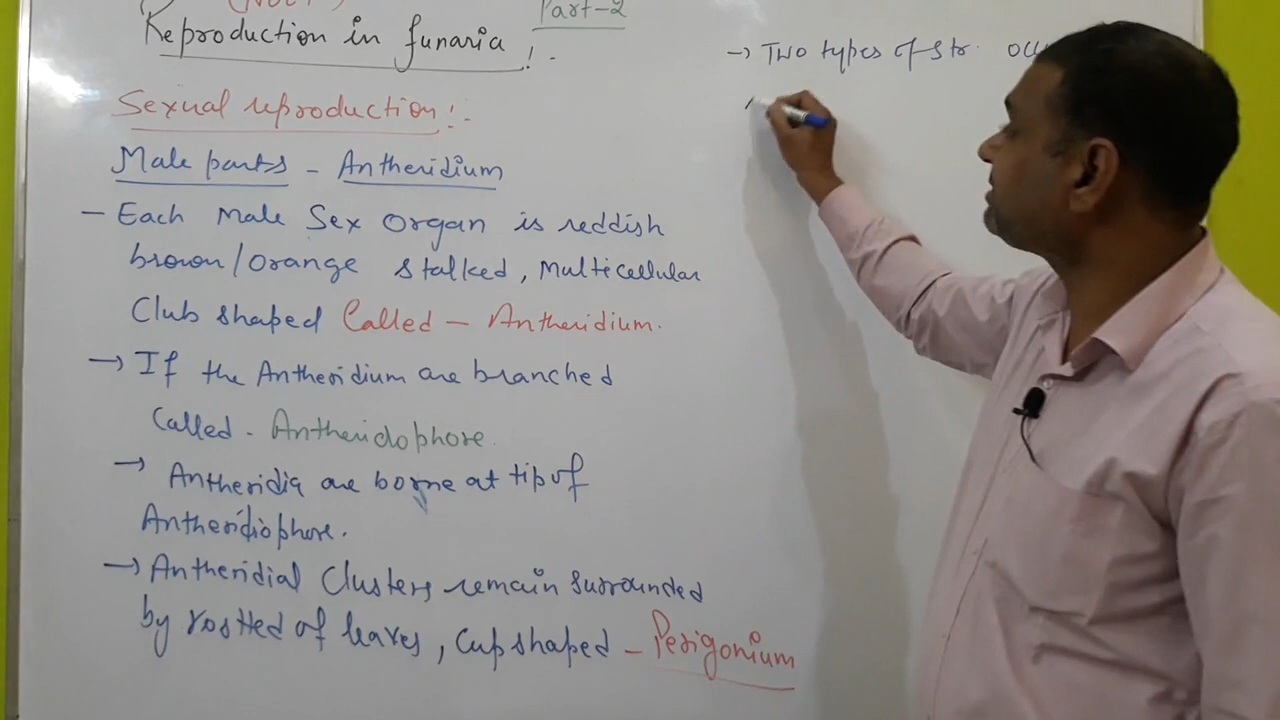 Part-2
Reproduction in funaria !-
Sexual reproduction !:-
Male parts - Antheridium
- Each Male Sex Organ is reddish
brown/orange stalked, Multicellular
Club shaped Called - Antheridium.
→ If the Antheridium are branched
Called - Antheridophore.
→ Antheridia are borne at tip of
Antheridiophore.
→ Antheridial Clusters remain surrounded
by rostted of leaves, Cup shaped - Perigonium
→ Two types of Str.